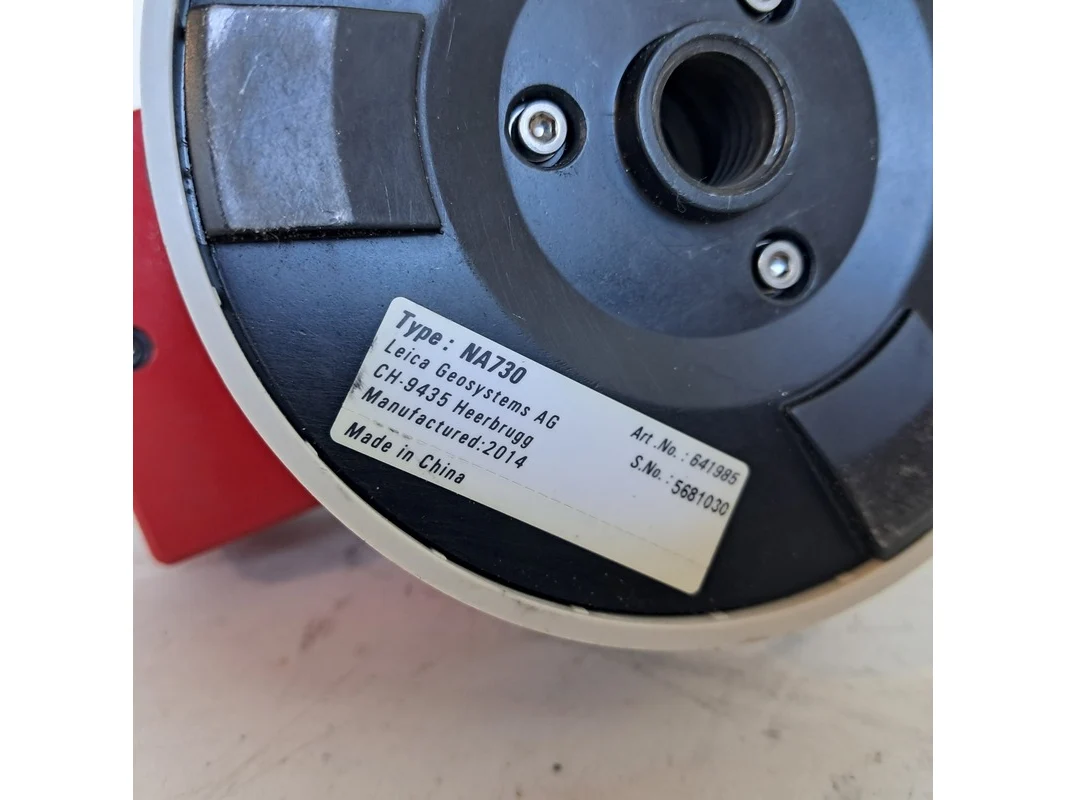 Type: NA730
Leica Geosystems AG
CH-9435 Heerbrugg
Manufactured:2014
Made in China
Art.No.: 641985
S.No.: 5681030